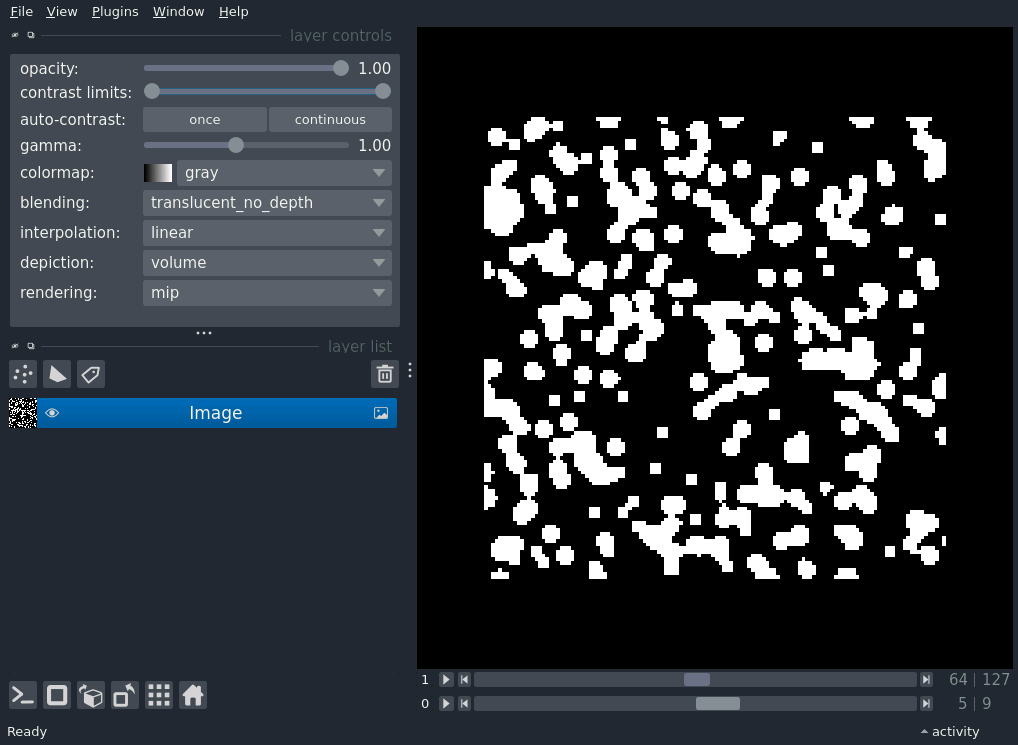 File View Plugins Window Help
layer controls
opacity: 1.00
contrast limits:
auto-contrast: once continuous
gamma: 1.00
colormap: gray
blending: translucent_no_depth
interpolation: linear
depiction: volume
rendering: mip
layer list
Image
1 64 | 127
0 5 | 9
Ready activity